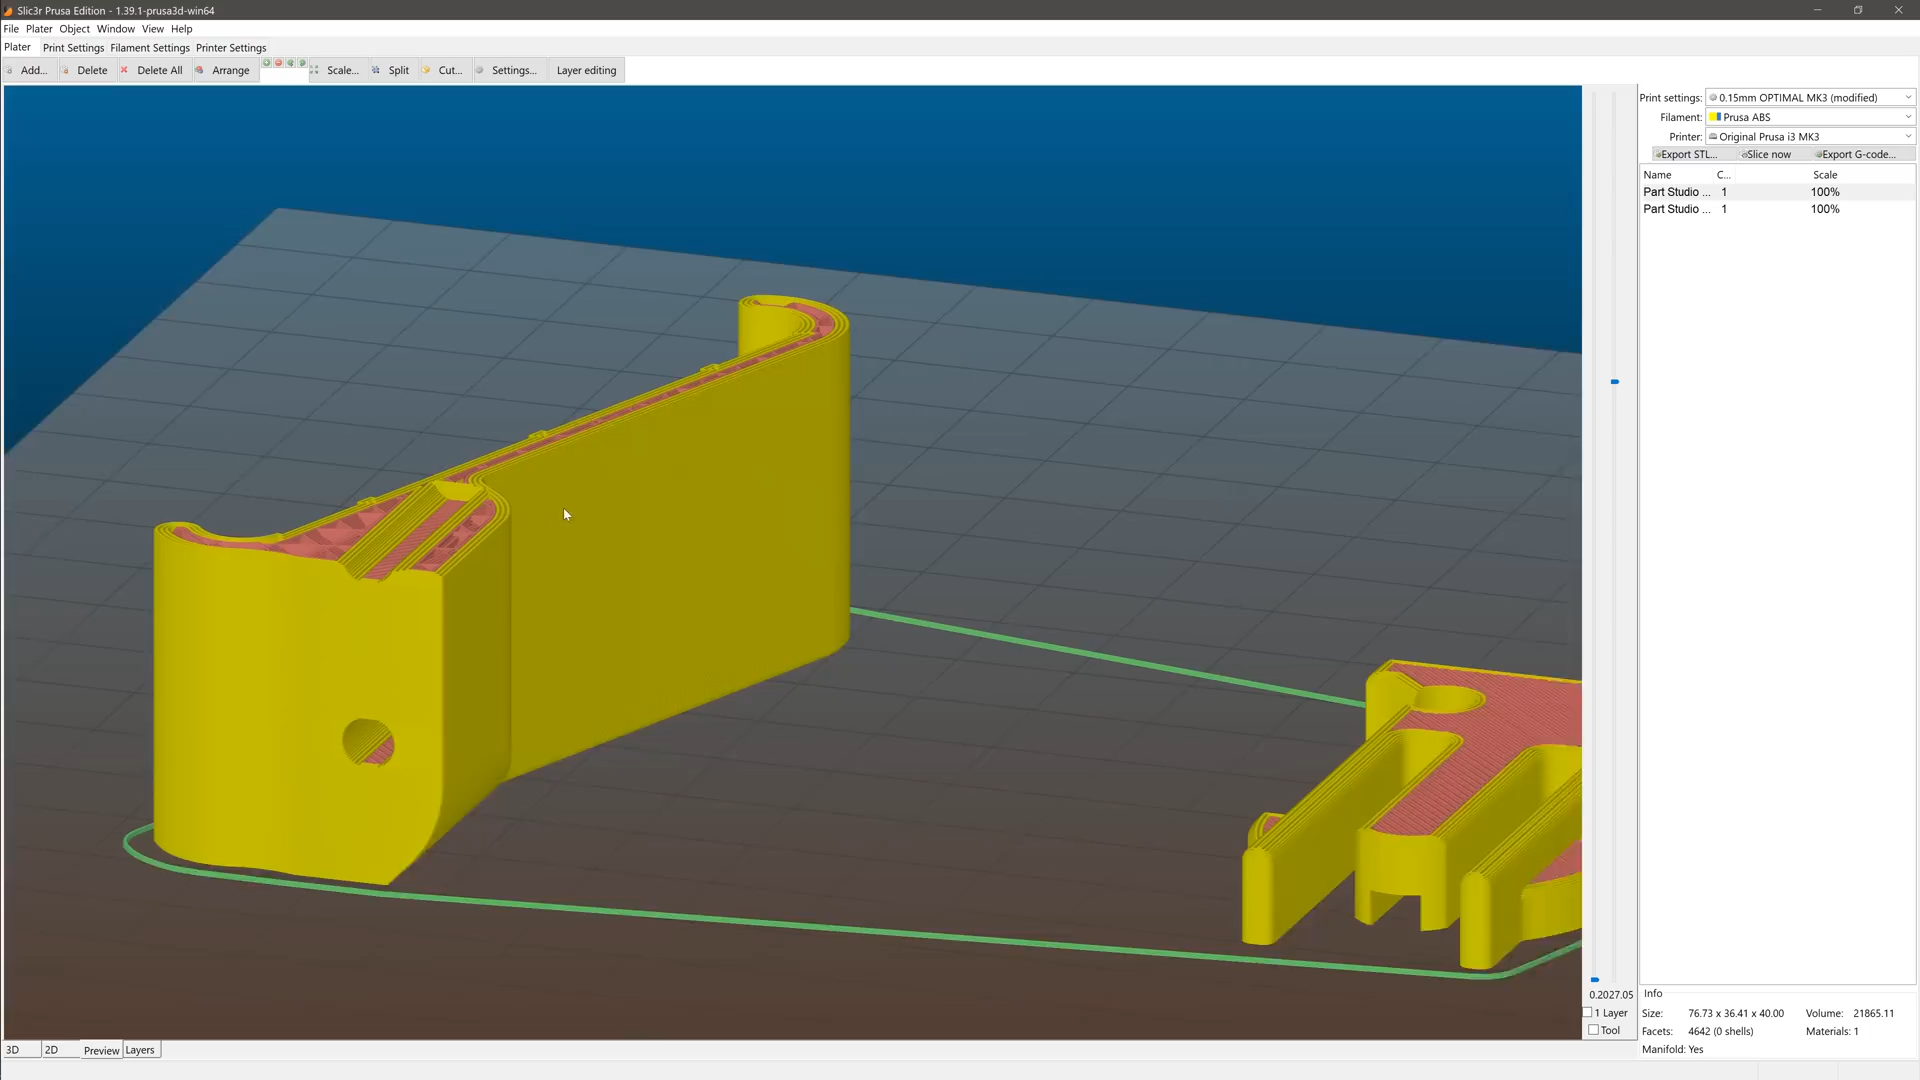 Slic3r Prusa Edition - 1.39.1-prusa3d-win64
File Plater Object Window View Help
Plater Print Settings Filament Settings Printer Settings
Add... Delete Delete All Arrange Scale... Split Cut... Settings... Layer editing
Print settings: 0.15mm OPTIMAL MK3 (modified)
Filament: Prusa ABS
Printer: Original Prusa i3 MK3
Export STL... Slice now Export G-code...
Name C... Scale
Part Studio ... 1 100%
Part Studio ... 1 100%
0.2027.05
1 Layer
Tool
Info
Size: 76.73 x 36.41 x 40.00 Volume: 21865.11
Facets: 4642 (0 shells) Materials: 1
Manifold: Yes
3D 2D Preview Layers